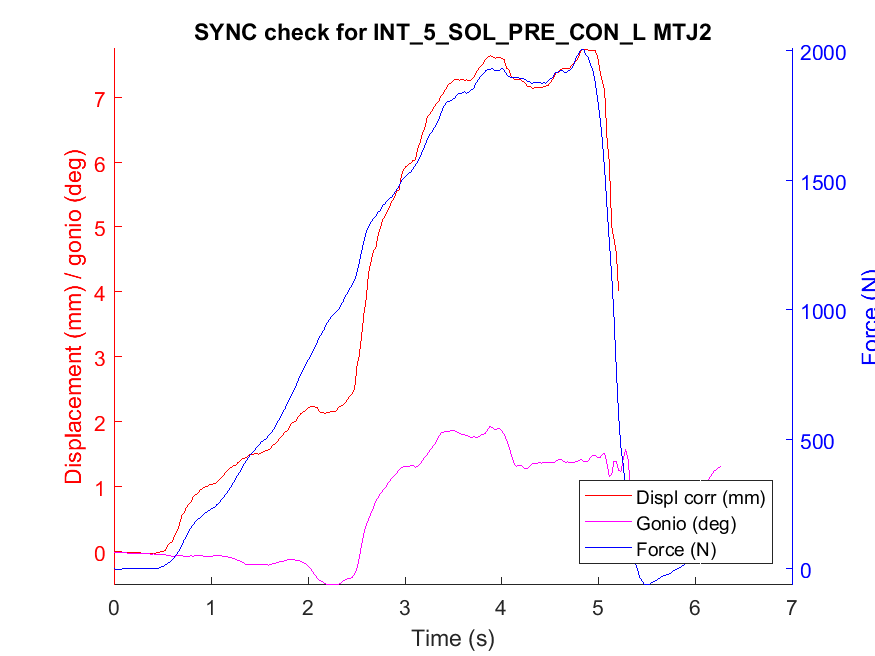 SYNC check for INT_5_SOL_PRE_CON_L MTJ2
Displacement (mm) / gonio (deg)
7
6
5
4
3
2
1
0
2000
1500
1000
500
0
Force (N)
Displ corr (mm)
Gonio (deg)
Force (N)
0 1 2 3 4 5 6 7
Time (s)